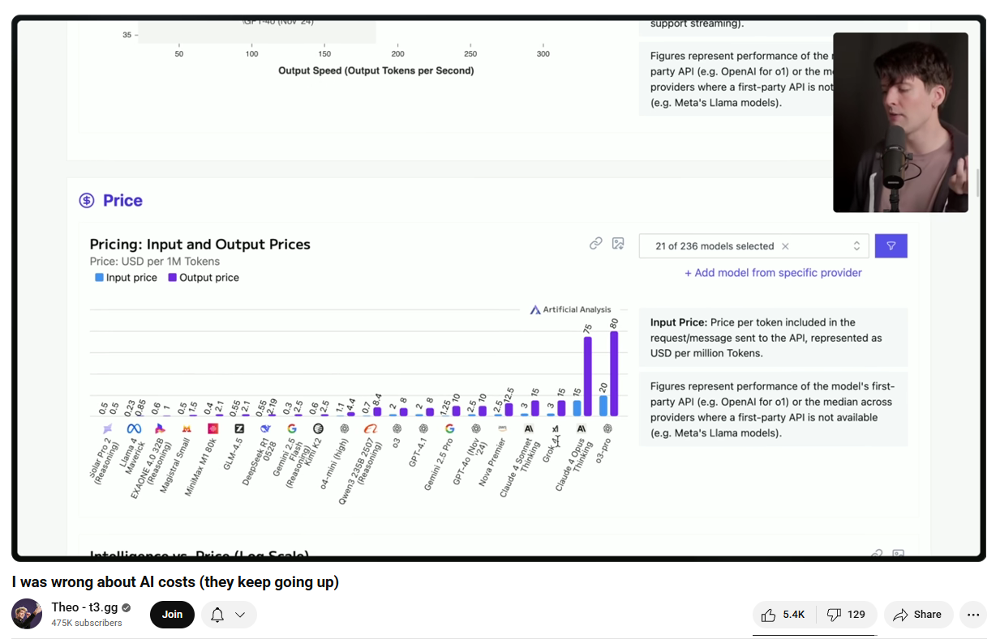 GPT-4o (Nov '24)
35
50
100
150
200
250
300
Output Speed (Output Tokens per Second)
support streaming).
Figures represent performance of the
party API (e.g. OpenAI for o1) or the
providers where a first-party API is not
(e.g. Meta's Llama models).
Price
Pricing: Input and Output Prices
Price: USD per 1M Tokens
Input price
Output price
21 of 236 models selected
+ Add model from specific provider
Artificial Analysis
0.5
0.5
0.23
0.85
0.6
1
0.5
1.5
0.4
2.1
0.55
2.1
0.55
2.19
0.3
2.5
0.6
2.5
1.1
4.4
0.7
8.4
2
8
2
8
1.25
10
2.5
10
2.5
12.5
3
15
3
15
15
75
20
80
Solar Pro 2
(Reasoning)
Llama 4
Maverick
EXAONE 4.0 32B
(Reasoning)
Magistral Small
MiniMax M1 80k
GLM-4.5
DeepSeek R1
0528
Gemini 2.5
Flash
(Reasoning)
Kimi K2
o4-mini (high)
Qwen3 235B 2507
(Reasoning)
o3
GPT-4.1
Gemini 2.5 Pro
GPT-4o (Nov
'24)
Nova Premier
Claude 4 Sonnet
Thinking
Grok 4
Claude 4 Opus
Thinking
o3-pro
Input Price: Price per token included in the
request/message sent to the API, represented as
USD per million Tokens.
Figures represent performance of the model's first-
party API (e.g. OpenAI for o1) or the median across
providers where a first-party API is not available
(e.g. Meta's Llama models).
Intelligence vs. Price (Log Scale)
I was wrong about AI costs (they keep going up)
Theo - t3.gg
475K subscribers
Join
5.4K
129
Share